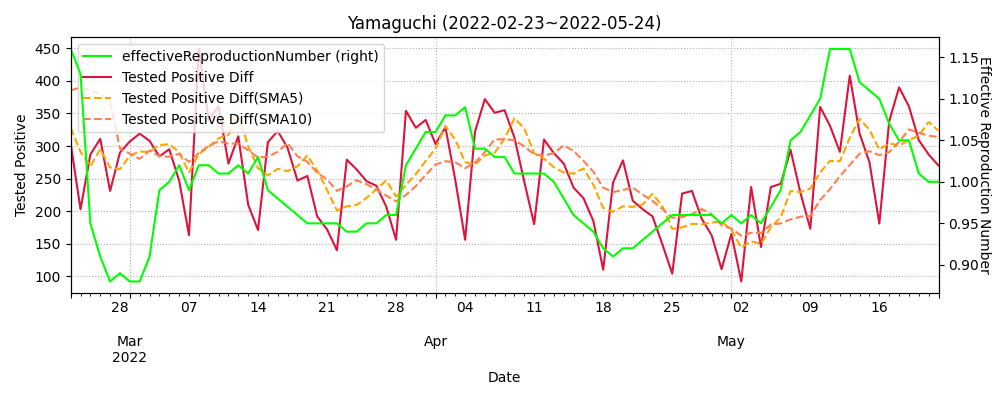 Yamaguchi (2022-02-23~2022-05-24)
effectiveReproductionNumber (right)
Tested Positive Diff
Tested Positive Diff(SMA5)
Tested Positive Diff(SMA10)
450
400
350
300
250
200
150
100
Tested Positive
1.15
1.10
1.05
1.00
0.95
0.90
Effective Reproduction Number
28 07 14 21 28 04 11 18 25 02 09 16
Mar Apr May
2022
Date